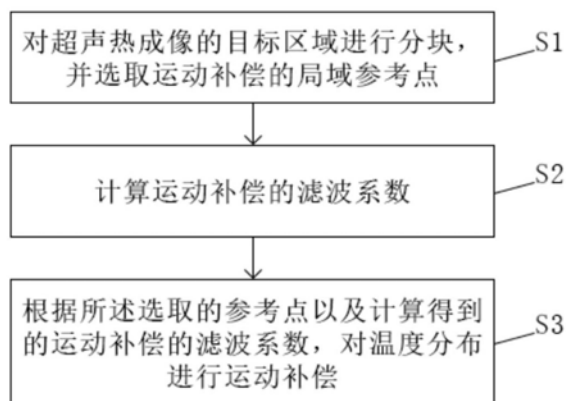 对超声热成像的目标区域进行分块，
并选取运动补偿的局域参考点
S1
计算运动补偿的滤波系数
S2
根据所述选取的参考点以及计算得到
的运动补偿的滤波系数，对温度分布
进行运动补偿
S3